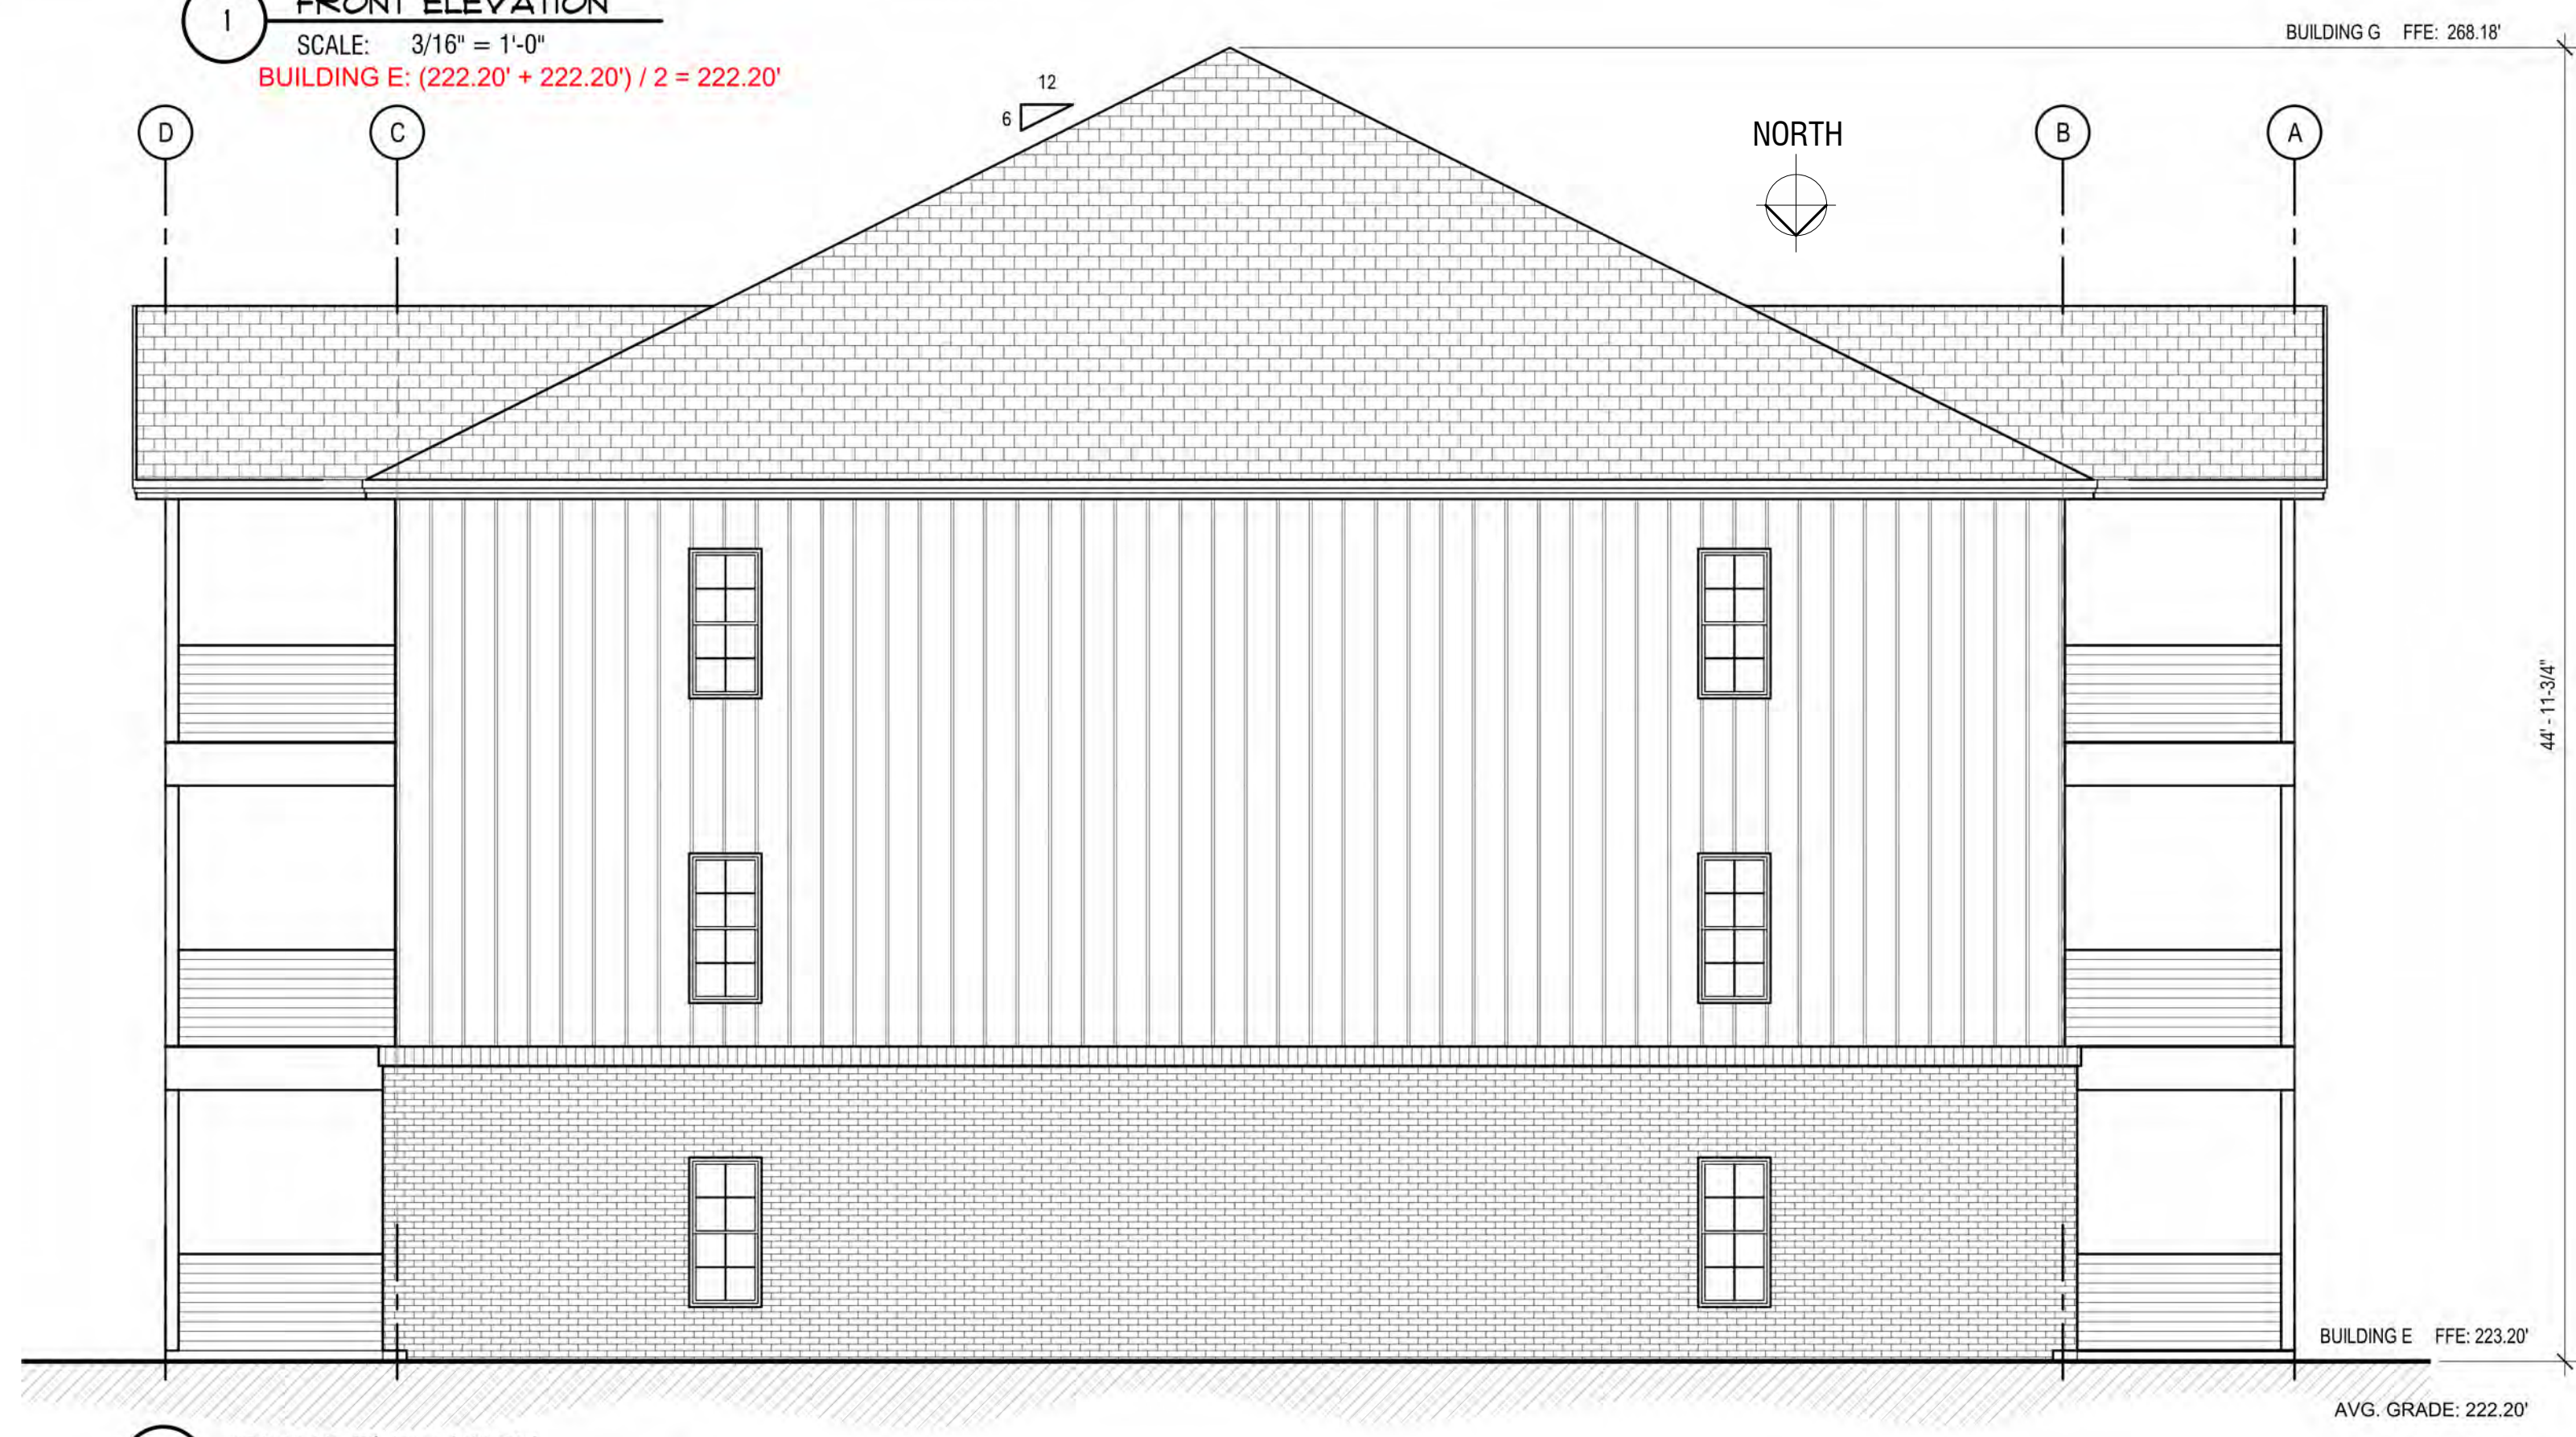 1
FRONT ELEVATION
SCALE: 3/16" = 1'-0"
BUILDING E: (222.20' + 222.20') / 2 = 222.20'
BUILDING G FFE: 268.18'
12
6
D
C
NORTH
B
A
44' - 11-3/4"
BUILDING E FFE: 223.20'
AVG. GRADE: 222.20'